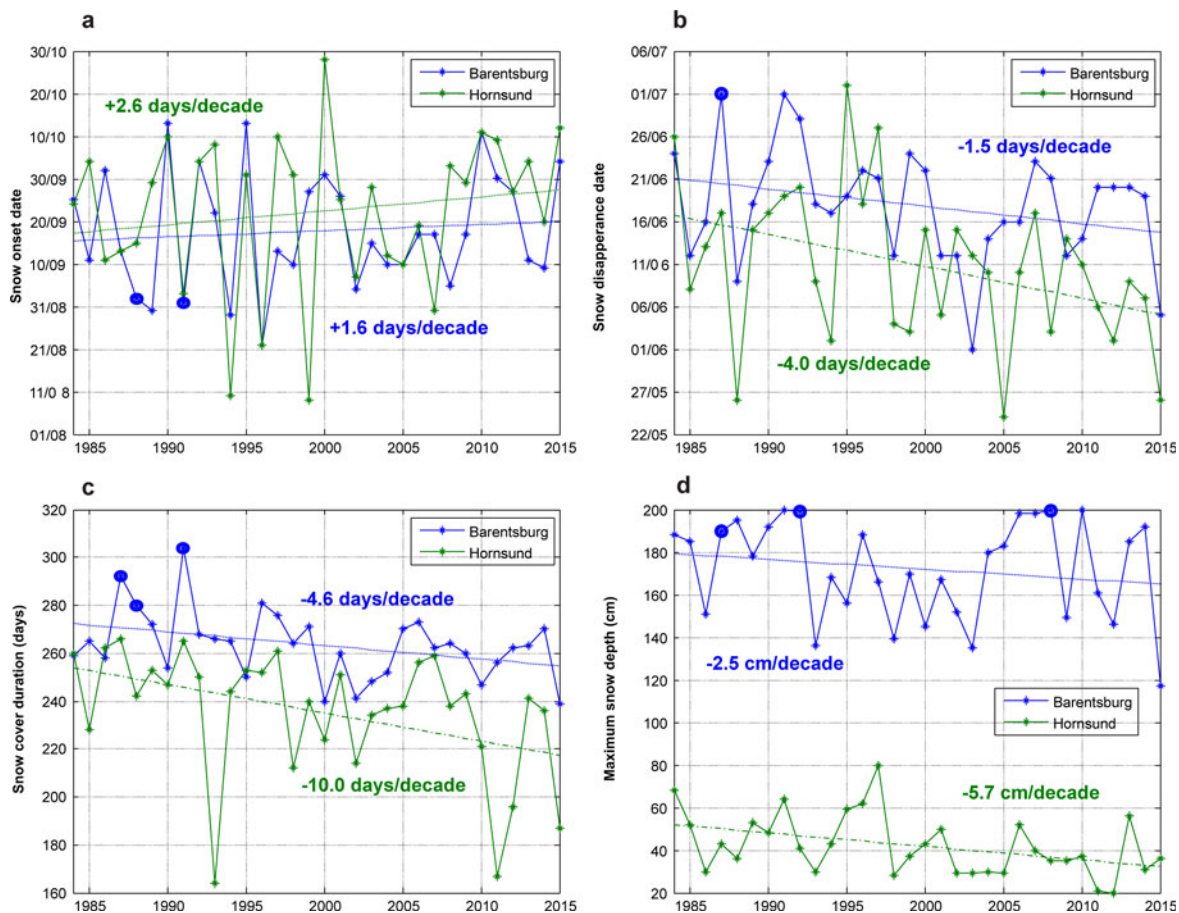 a
Snow onset date
30/10
20/10
10/10
30/09
20/09
10/09
31/08
21/08
11/0 8
01/08
Barentsburg
Hornsund
+2.6 days/decade
+1.6 days/decade
1985 1990 1995 2000 2005 2010 2015
b
Snow disapperance date
06/07
01/07
26/06
21/06
16/06
11/06
06/06
01/06
27/05
22/05
Barentsburg
Hornsund
-1.5 days/decade
-4.0 days/decade
1985 1990 1995 2000 2005 2010 2015
c
Snow cover duration (days)
320
300
280
260
240
220
200
180
160
Barentsburg
Hornsund
-4.6 days/decade
-10.0 days/decade
1985 1990 1995 2000 2005 2010 2015
d
Maximum snow depth (cm)
200
180
160
140
120
100
80
60
40
20
-2.5 cm/decade
Barentsburg
Hornsund
-5.7 cm/decade
1985 1990 1995 2000 2005 2010 2015